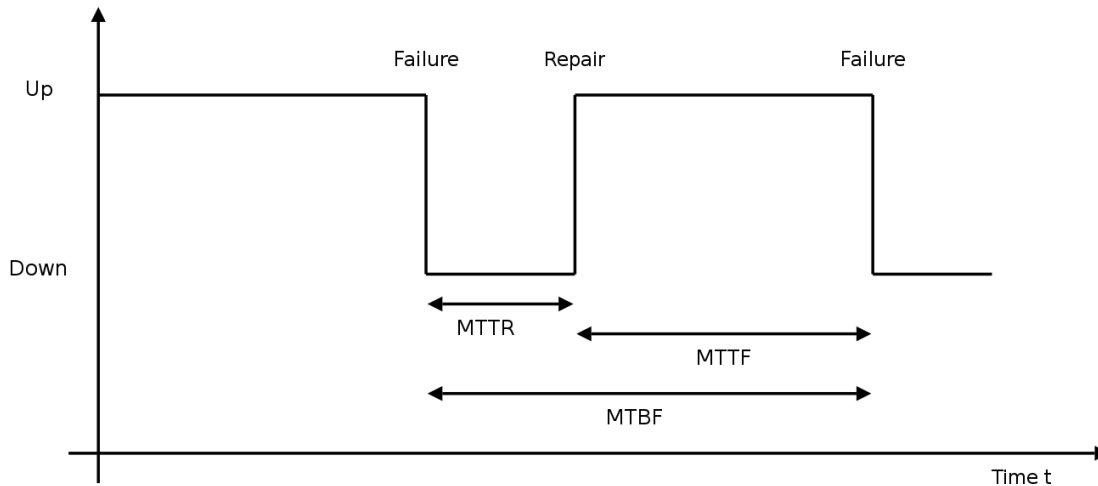 Failure
Repair
Failure
Up
Down
MTTR
MTTF
MTBF
Time t